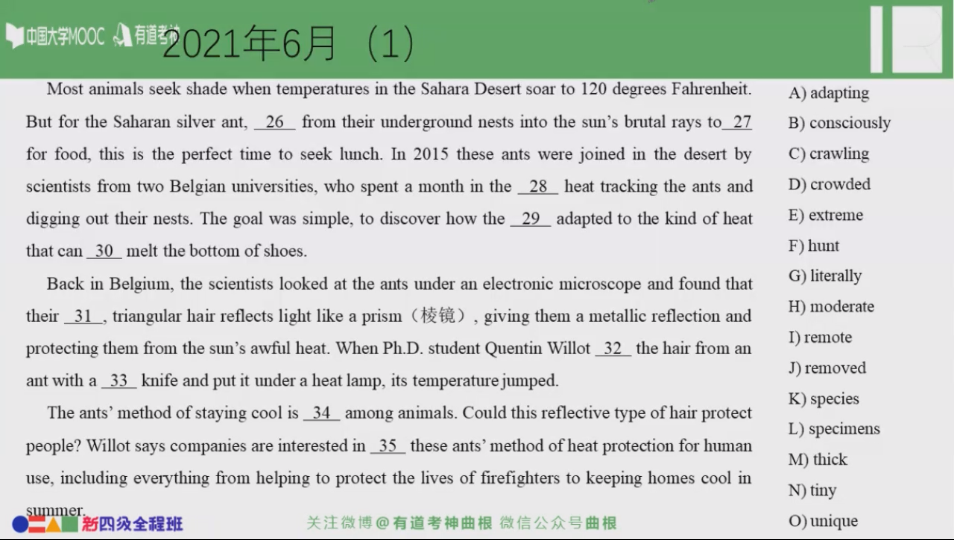 中国大学MOOC 有道考神
2021年6月（1）
Most animals seek shade when temperatures in the Sahara Desert soar to 120 degrees Fahrenheit.
But for the Saharan silver ant, __26__ from their underground nests into the sun's brutal rays to__27__
for food, this is the perfect time to seek lunch. In 2015 these ants were joined in the desert by
scientists from two Belgian universities, who spent a month in the __28__ heat tracking the ants and
digging out their nests. The goal was simple, to discover how the __29__ adapted to the kind of heat
that can __30__ melt the bottom of shoes.
Back in Belgium, the scientists looked at the ants under an electronic microscope and found that
their __31__, triangular hair reflects light like a prism（棱镜）, giving them a metallic reflection and
protecting them from the sun's awful heat. When Ph.D. student Quentin Willot __32__ the hair from an
ant with a __33__ knife and put it under a heat lamp, its temperature jumped.
The ants' method of staying cool is __34__ among animals. Could this reflective type of hair protect
people? Willot says companies are interested in __35__ these ants' method of heat protection for human
use, including everything from helping to protect the lives of firefighters to keeping homes cool in
summer.
A) adapting
B) consciously
C) crawling
D) crowded
E) extreme
F) hunt
G) literally
H) moderate
I) remote
J) removed
K) species
L) specimens
M) thick
N) tiny
O) unique
新四级全程班
关注微博@有道考神曲根 微信公众号曲根